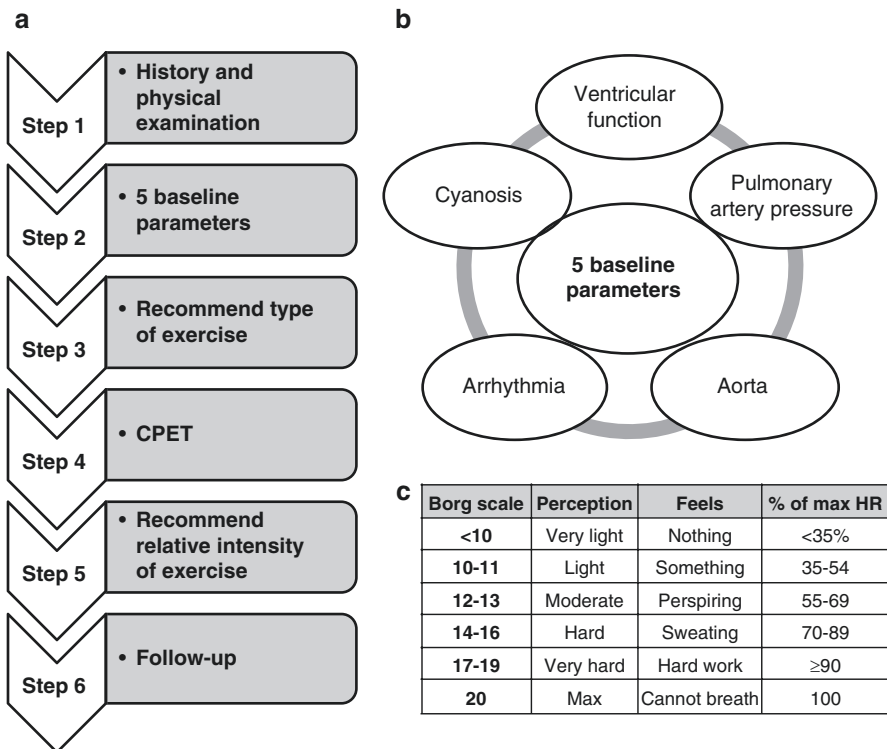 a
Step 1
• History and
physical
examination
Step 2
• 5 baseline
parameters
Step 3
• Recommend type
of exercise
Step 4
• CPET
Step 5
• Recommend
relative intensity
of exercise
Step 6
• Follow-up
b
Ventricular
function
Cyanosis
Pulmonary
artery pressure
5 baseline
parameters
Arrhythmia
Aorta
c
Borg scale Perception Feels % of max HR
<10 Very light Nothing <35%
10-11 Light Something 35-54
12-13 Moderate Perspiring 55-69
14-16 Hard Sweating 70-89
17-19 Very hard Hard work ≥90
20 Max Cannot breath 100